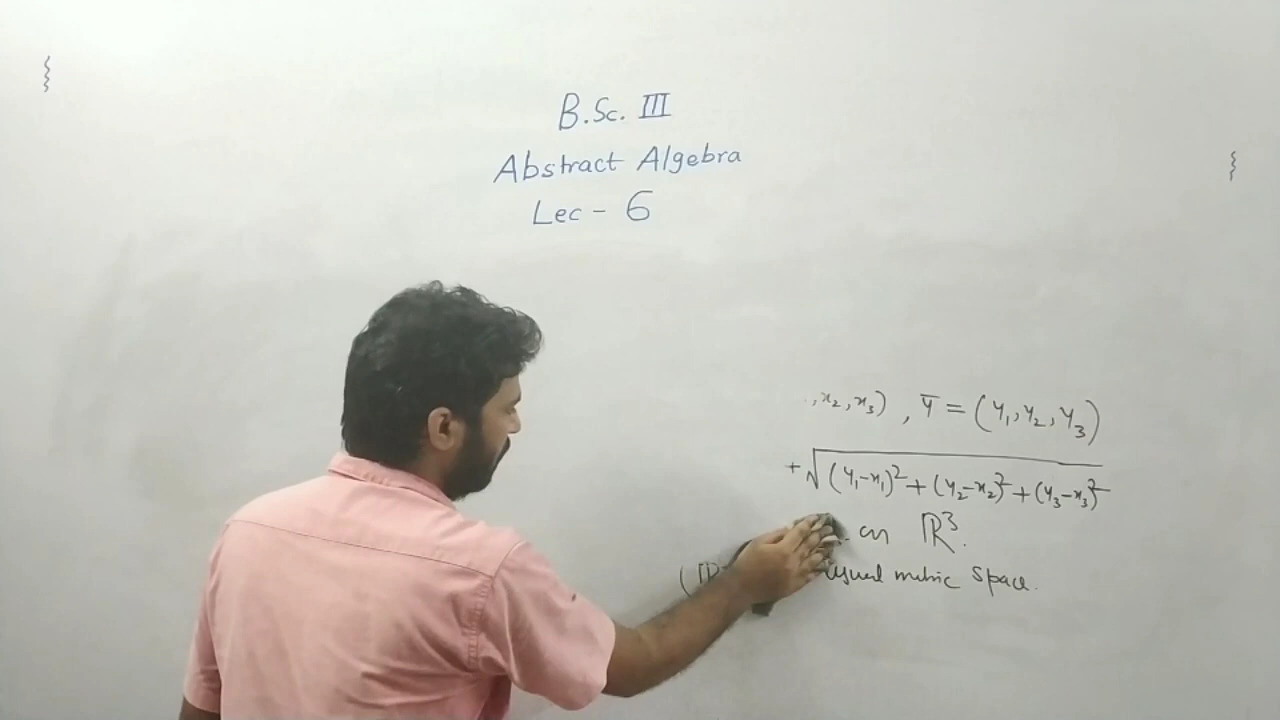 B.Sc. III
Abstract Algebra
Lec - 6
, x₂, x₃) , ȳ = (y₁, y₂, y₃)
+√((y₁-x₁)² + (y₂-x₂)² + (y₃-x₃)²)
on ℝ³.
usual metric space.